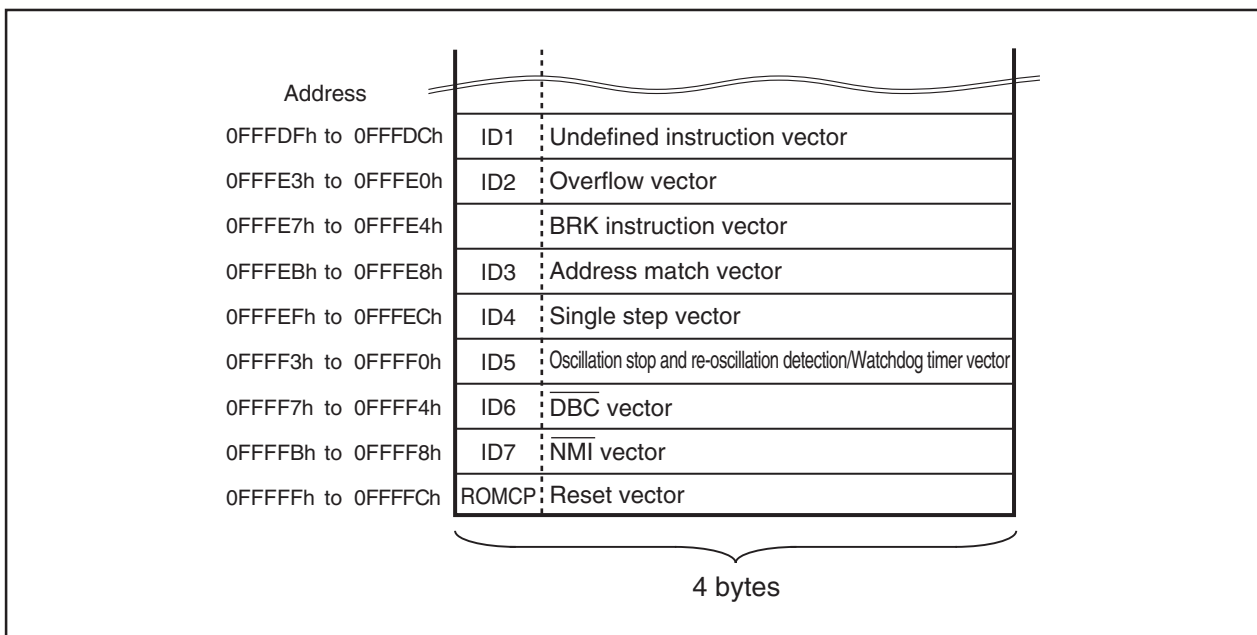 Address
0FFFDFh to 0FFFDCh ID1 Undefined instruction vector
0FFFE3h to 0FFFE0h ID2 Overflow vector
0FFFE7h to 0FFFE4h BRK instruction vector
0FFFEBh to 0FFFE8h ID3 Address match vector
0FFFEFh to 0FFFECh ID4 Single step vector
0FFFF3h to 0FFFF0h ID5 Oscillation stop and re-oscillation detection/Watchdog timer vector
0FFFF7h to 0FFFF4h ID6 D̅B̅C̅ vector
0FFFFBh to 0FFFF8h ID7 N̅M̅I̅ vector
0FFFFFh to 0FFFFCh ROMCP Reset vector
4 bytes